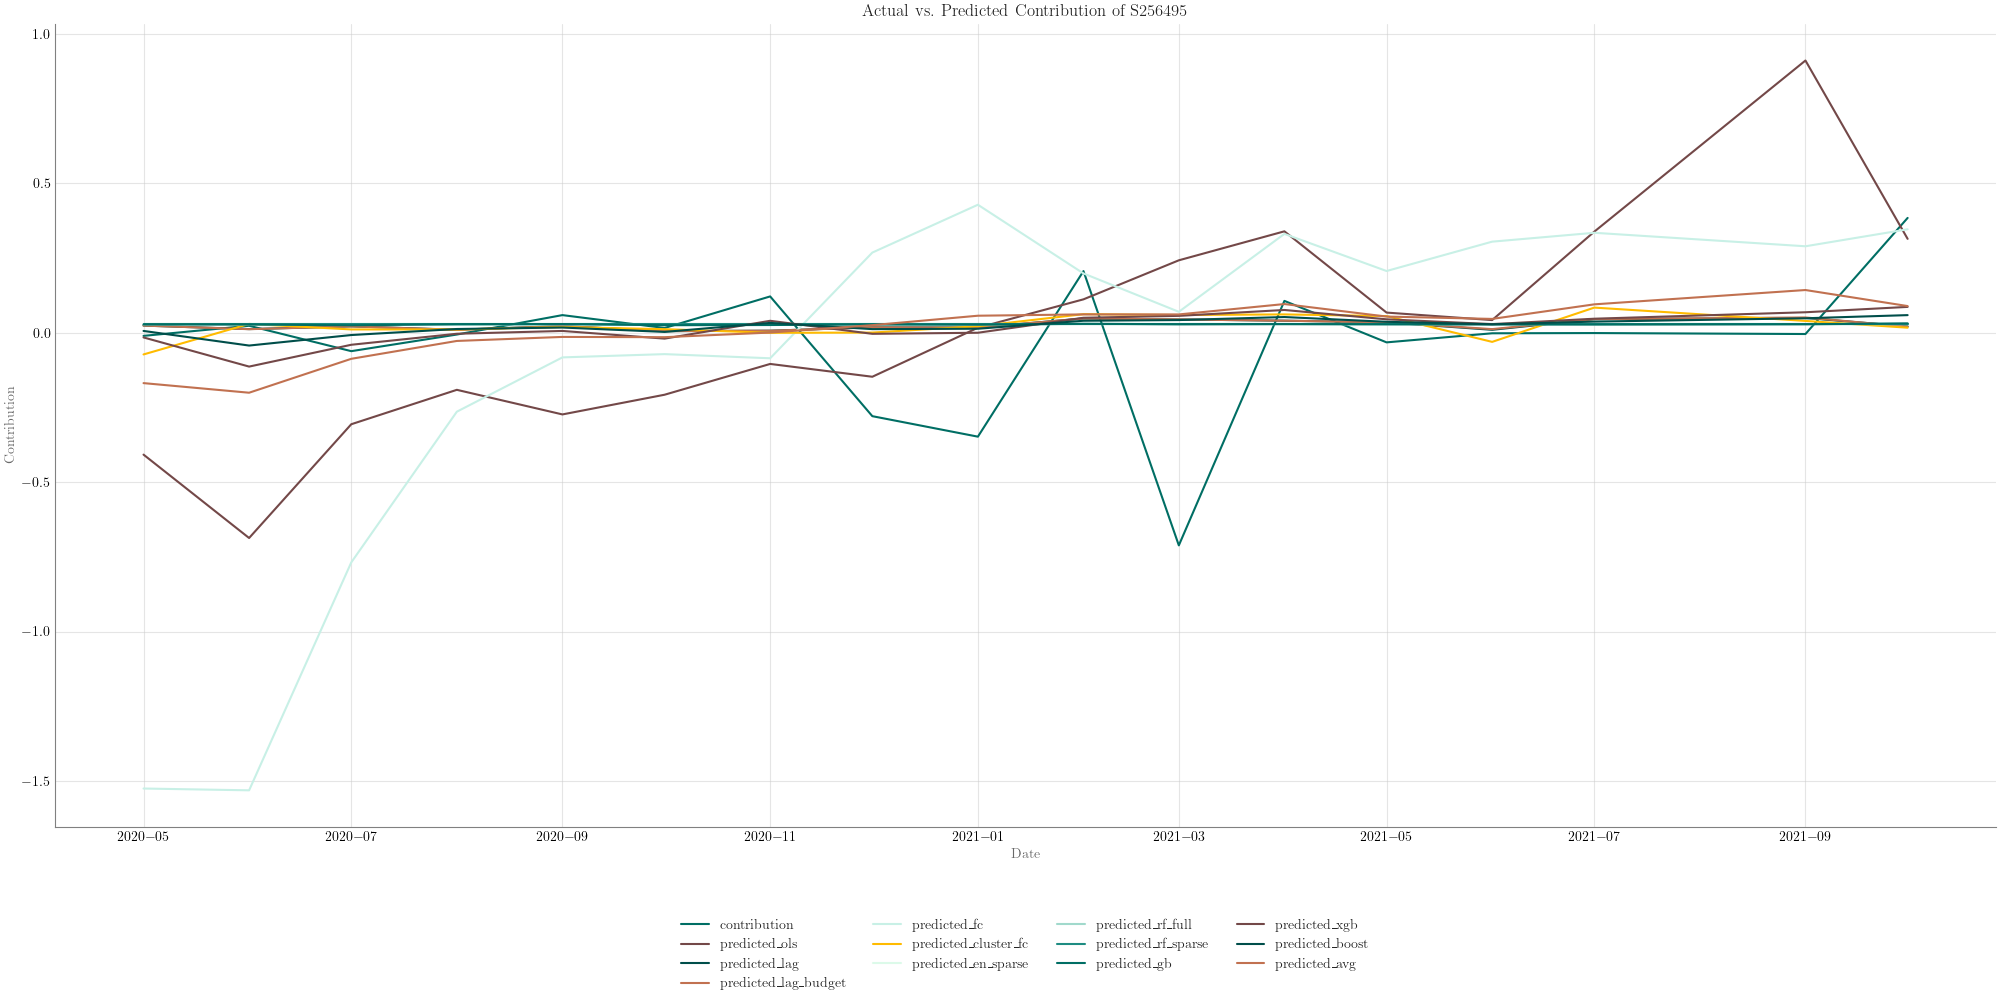 Actual vs. Predicted Contribution of S256495
1.0
0.5
0.0
−0.5
−1.0
−1.5
Contribution
2020−05 2020−07 2020−09 2020−11 2021−01 2021−03 2021−05 2021−07 2021−09
Date
contribution predicted_fc predicted_rf_full predicted_xgb
predicted_ols predicted_cluster_fc predicted_rf_sparse predicted_boost
predicted_lag predicted_en_sparse predicted_gb predicted_avg
predicted_lag_budget